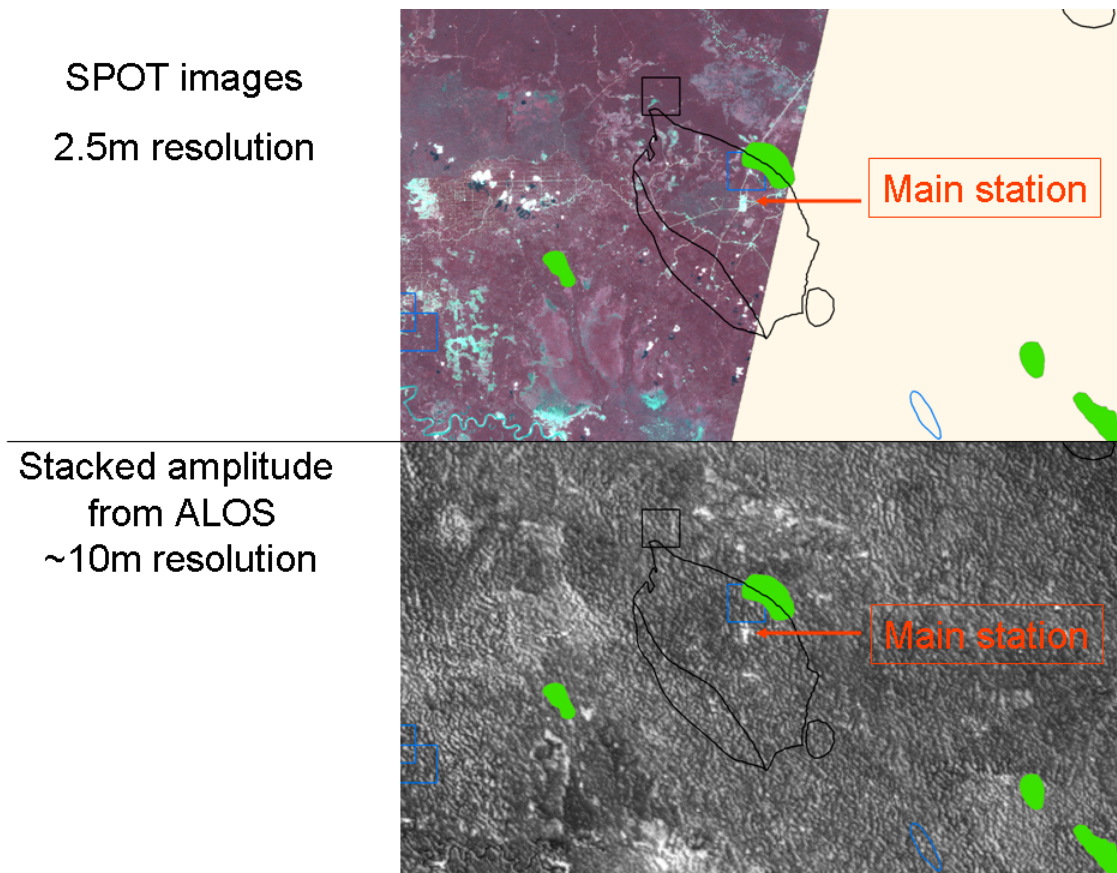 SPOT images
2.5m resolution
Main station
Stacked amplitude
from ALOS
~10m resolution
Main station